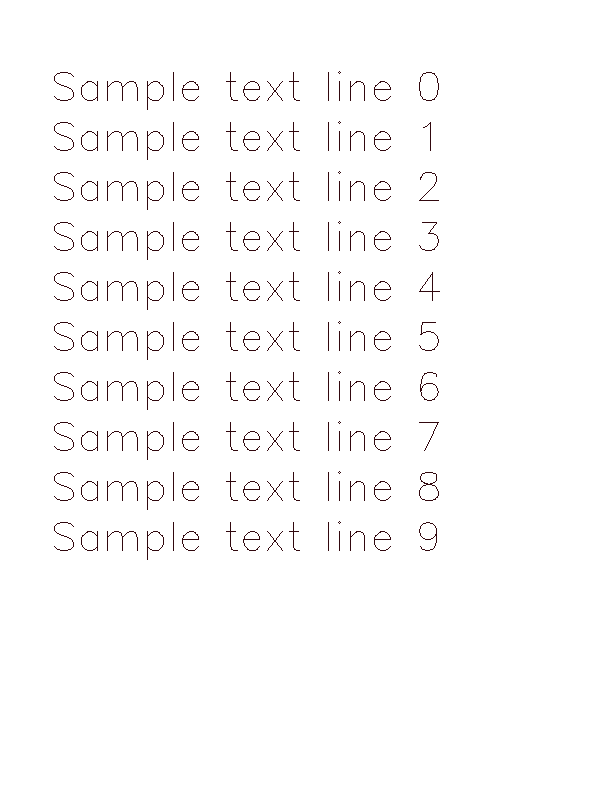 Sample text line 0
Sample text line 1
Sample text line 2
Sample text line 3
Sample text line 4
Sample text line 5
Sample text line 6
Sample text line 7
Sample text line 8
Sample text line 9